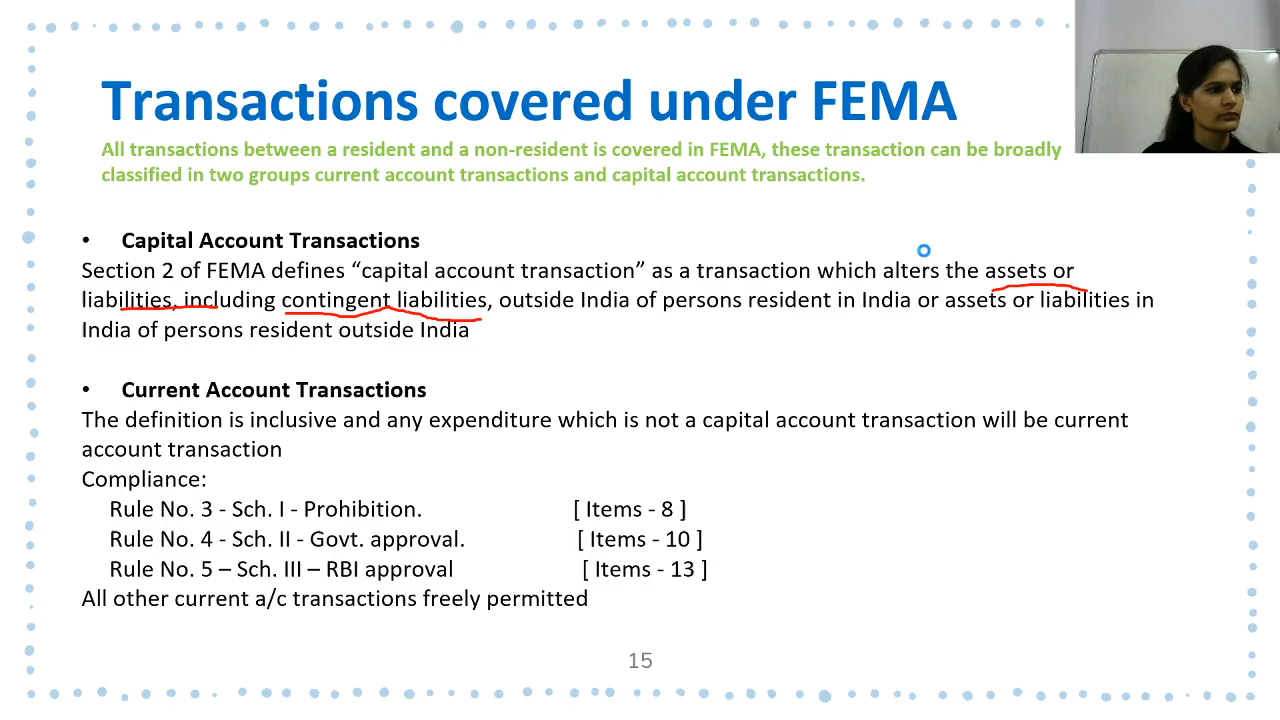 Transactions covered under FEMA
All transactions between a resident and a non-resident is covered in FEMA, these transaction can be broadly
classified in two groups current account transactions and capital account transactions.
• Capital Account Transactions
Section 2 of FEMA defines “capital account transaction” as a transaction which alters the assets or
liabilities, including contingent liabilities, outside India of persons resident in India or assets or liabilities in
India of persons resident outside India
• Current Account Transactions
The definition is inclusive and any expenditure which is not a capital account transaction will be current
account transaction
Compliance:
Rule No. 3 - Sch. I - Prohibition. [ Items - 8 ]
Rule No. 4 - Sch. II - Govt. approval. [ Items - 10 ]
Rule No. 5 – Sch. III – RBI approval [ Items - 13 ]
All other current a/c transactions freely permitted
15